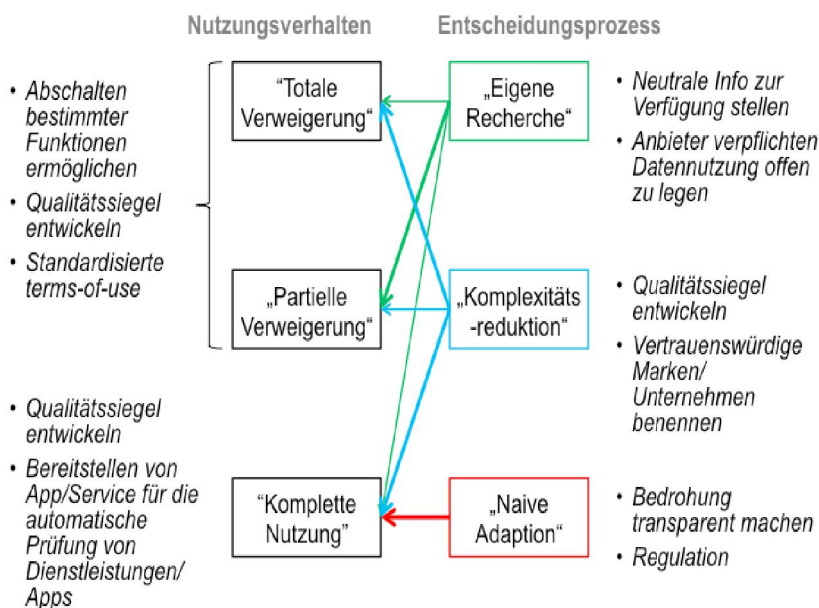 Nutzungsverhalten
Entscheidungsprozess
• Abschalten
bestimmter
Funktionen
ermöglichen
• Qualitätssiegel
entwickeln
• Standardisierte
terms-of-use
“Totale
Verweigerung“
„Eigene
Recherche“
• Neutrale Info zur
Verfügung stellen
• Anbieter verpflichten
Datennutzung offen
zu legen
„Partielle
Verweigerung“
„Komplexitäts
-reduktion“
• Qualitätssiegel
entwickeln
• Vertrauenswürdige
Marken/
Unternehmen
benennen
• Qualitätssiegel
entwickeln
• Bereitstellen von
App/Service für die
automatische
Prüfung von
Dienstleistungen/
Apps
“Komplette
Nutzung”
„Naive
Adaption“
• Bedrohung
transparent machen
• Regulation